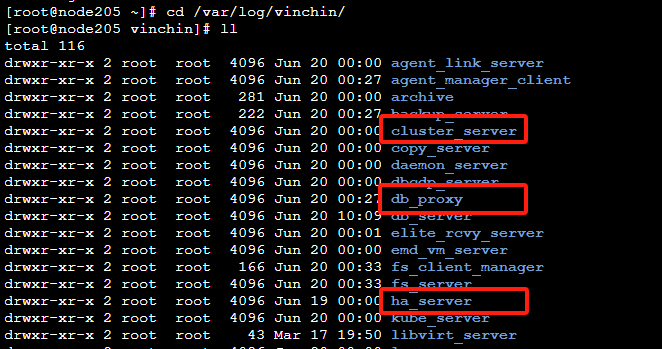 [root@node205 ~]# cd /var/log/vinchin/
[root@node205 vinchin]# ll
total 116
drwxr-xr-x 2 root root 4096 Jun 20 00:00 agent_link_server
drwxr-xr-x 2 root root 4096 Jun 20 00:27 agent_manager_client
drwxr-xr-x 2 root root 281 Jun 20 00:00 archive
drwxr-xr-x 2 root root 222 Jun 20 00:27 backup_server
drwxr-xr-x 2 root root 4096 Jun 20 00:00 cluster_server
drwxr-xr-x 2 root root 4096 Jun 20 00:00 copy_server
drwxr-xr-x 2 root root 4096 Jun 20 00:00 daemon_server
drwxr-xr-x 2 root root 4096 Jun 20 00:00 dbcdp_server
drwxr-xr-x 2 root root 4096 Jun 20 00:27 db_proxy
drwxr-xr-x 2 root root 4096 Jun 20 10:09 db_server
drwxr-xr-x 2 root root 4096 Jun 20 00:01 elite_rcvy_server
drwxr-xr-x 2 root root 4096 Jun 20 00:00 emd_vm_server
drwxr-xr-x 2 root root 166 Jun 20 00:33 fs_client_manager
drwxr-xr-x 2 root root 4096 Jun 20 00:33 fs_server
drwxr-xr-x 2 root root 4096 Jun 19 00:00 ha_server
drwxr-xr-x 2 root root 4096 Jun 20 00:00 kube_server
drwxr-xr-x 2 root root 43 Mar 17 19:50 libvirt_server